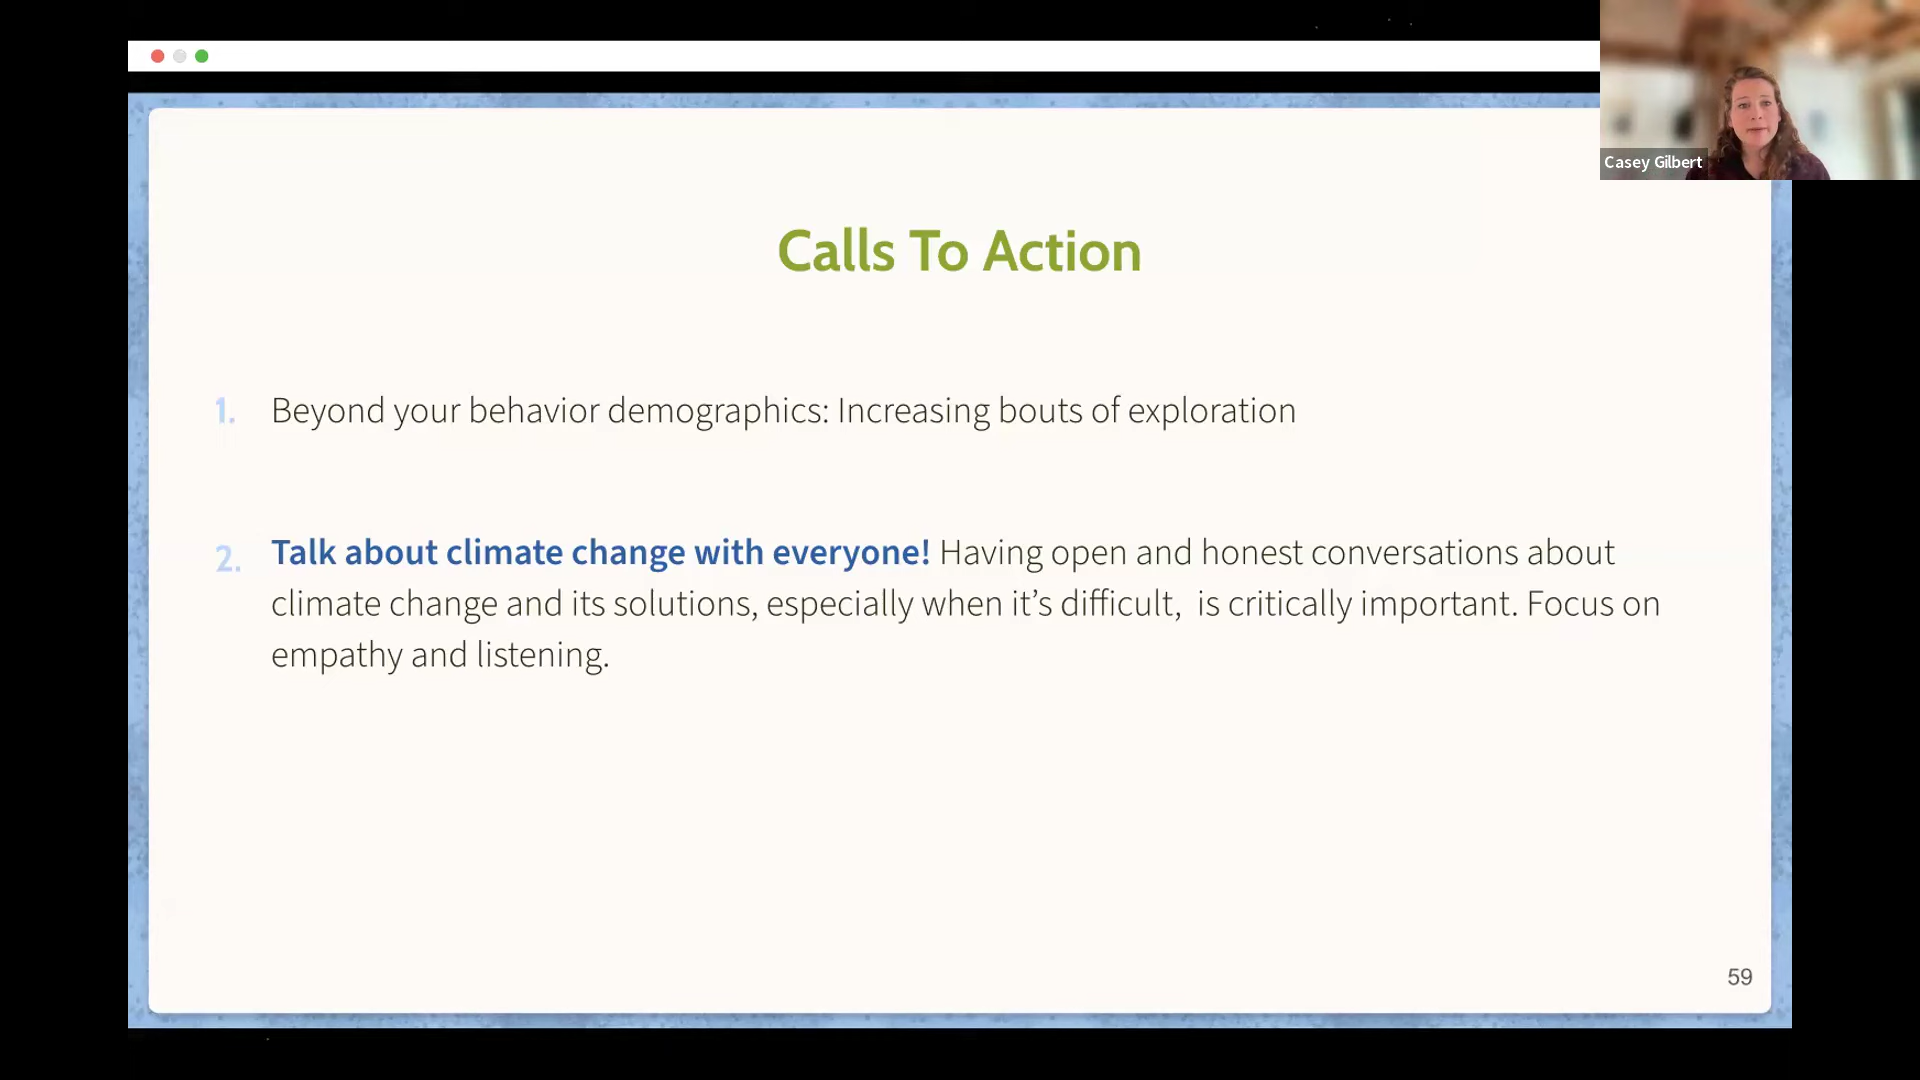 Casey Gilbert
Calls To Action
1. Beyond your behavior demographics: Increasing bouts of exploration
2. Talk about climate change with everyone! Having open and honest conversations about
climate change and its solutions, especially when it’s difficult,  is critically important. Focus on
empathy and listening.
59